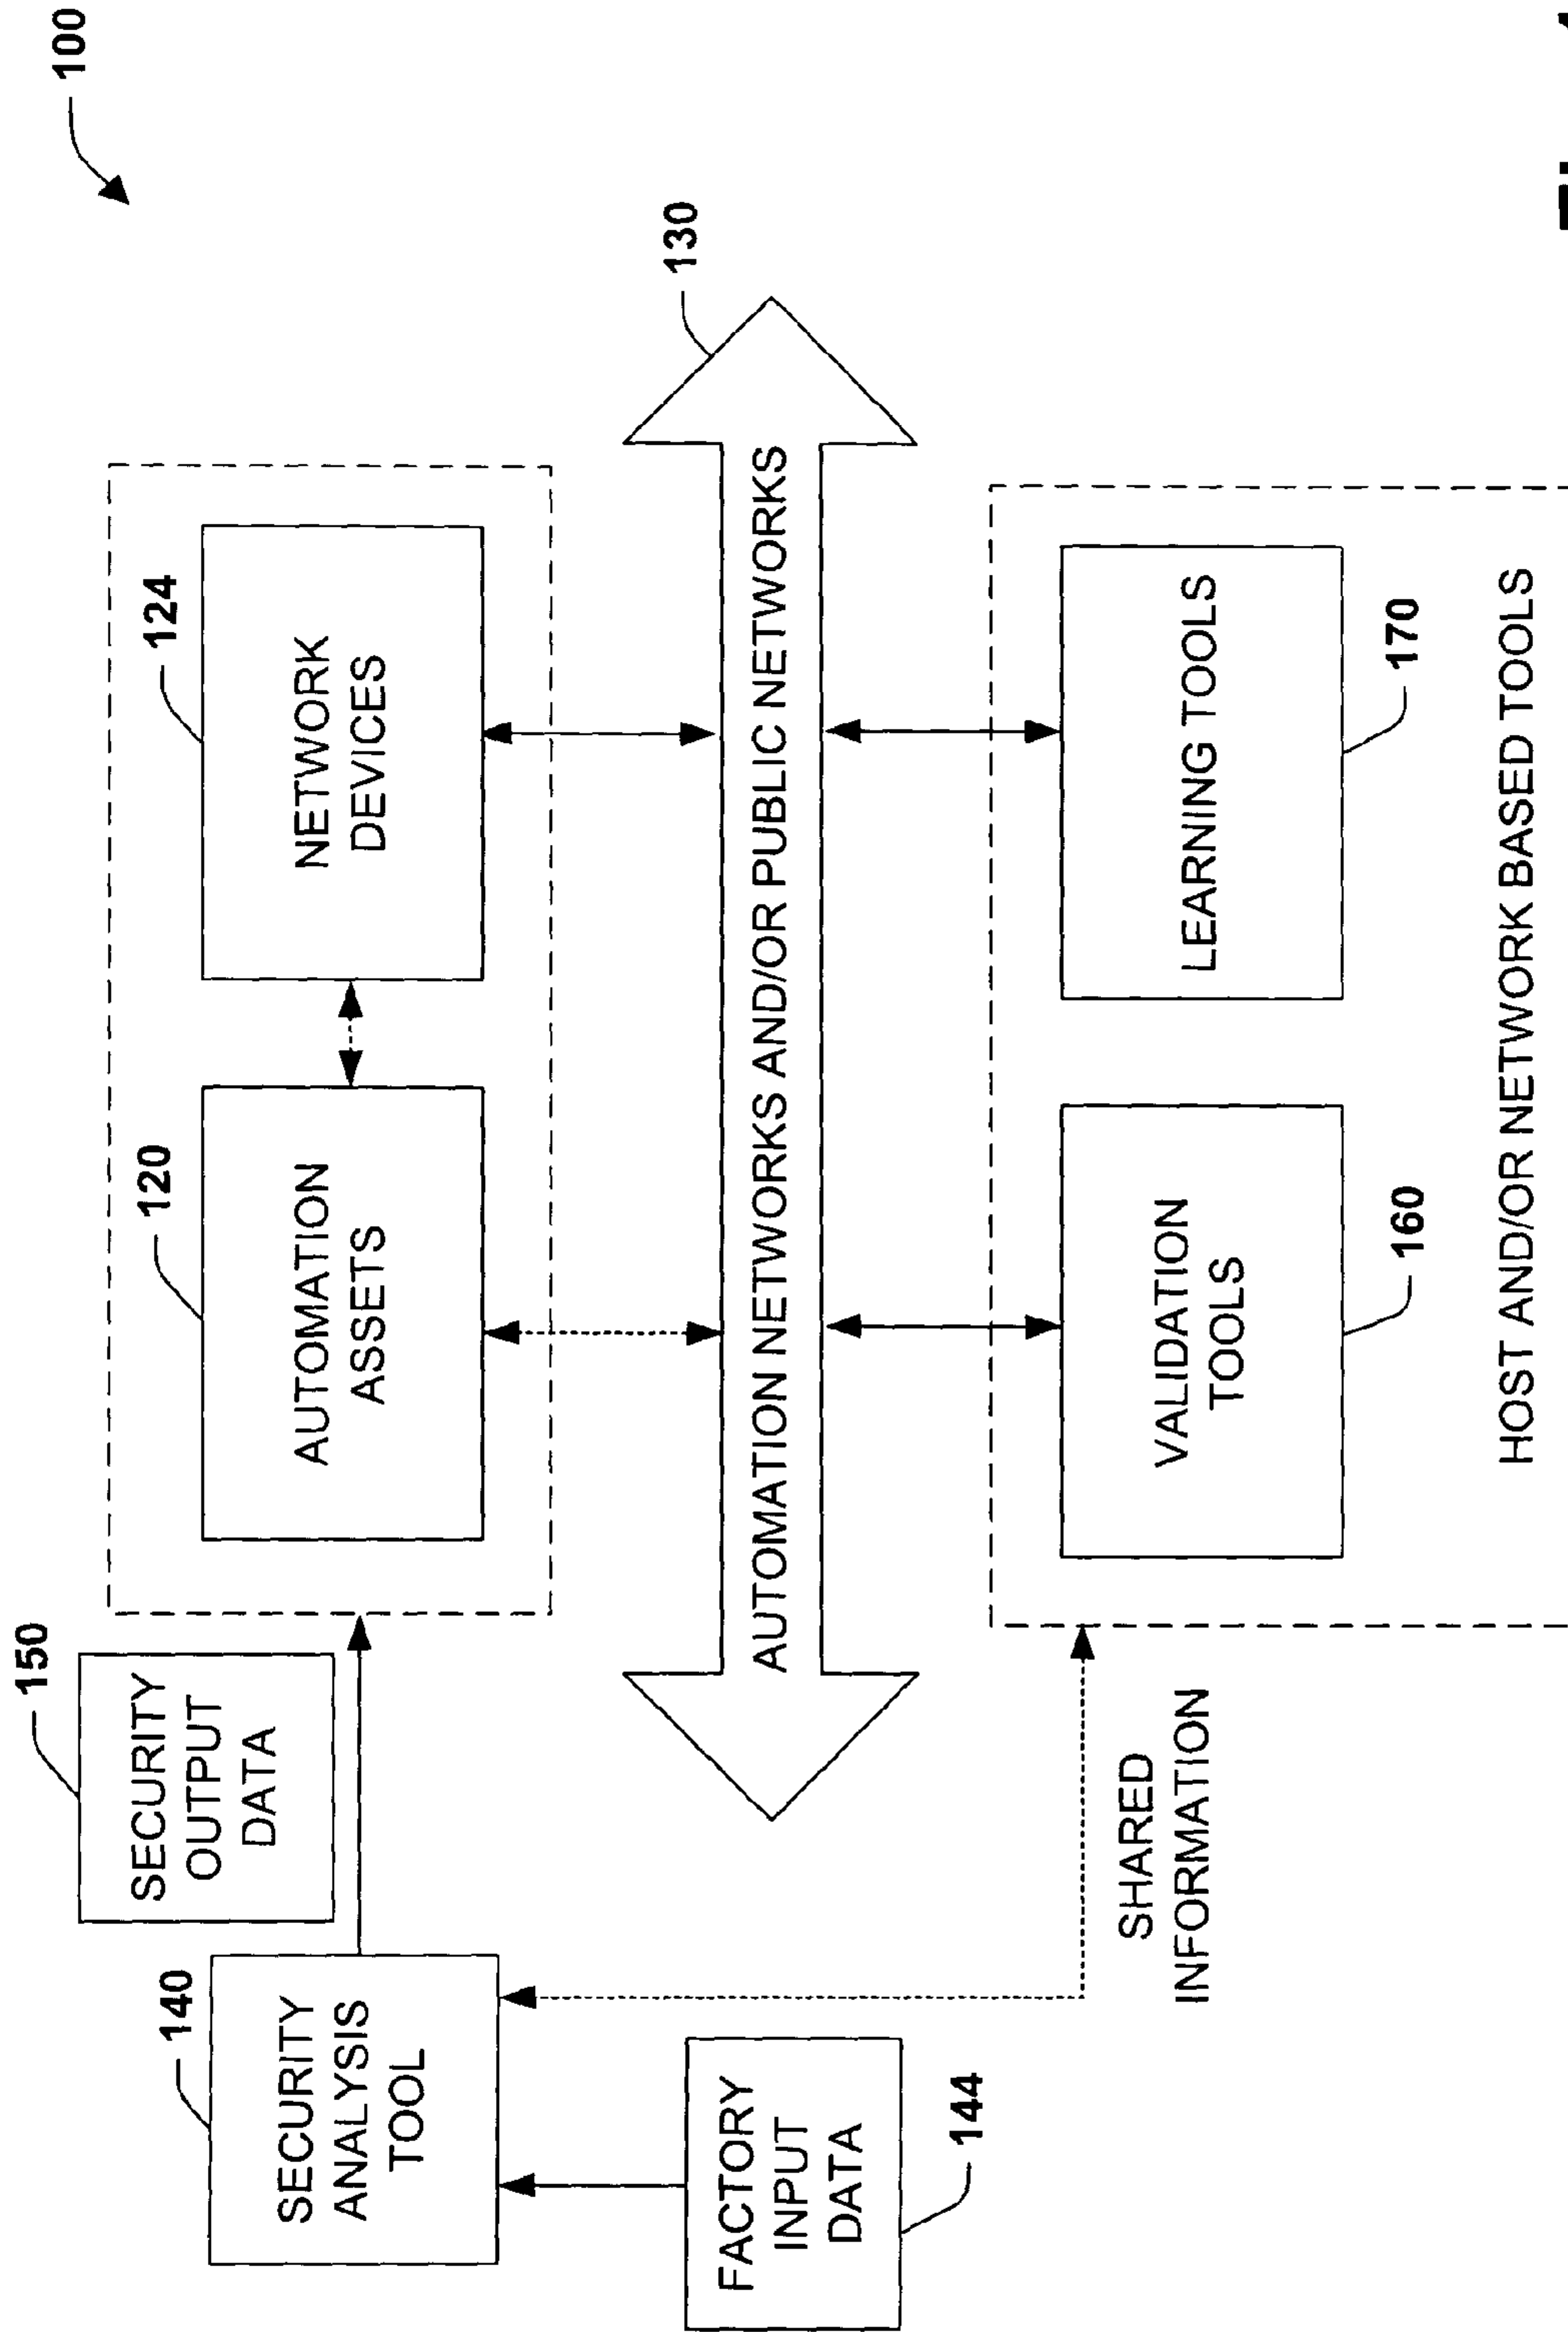 100
150
SECURITY
OUTPUT
DATA
140
SECURITY
ANALYSIS
TOOL
120
AUTOMATION
ASSETS
124
NETWORK
DEVICES
130
AUTOMATION NETWORKS AND/OR PUBLIC NETWORKS
FACTORY
INPUT
DATA
144
SHARED
INFORMATION
VALIDATION
TOOLS
160
LEARNING TOOLS
170
HOST AND/OR NETWORK BASED TOOLS